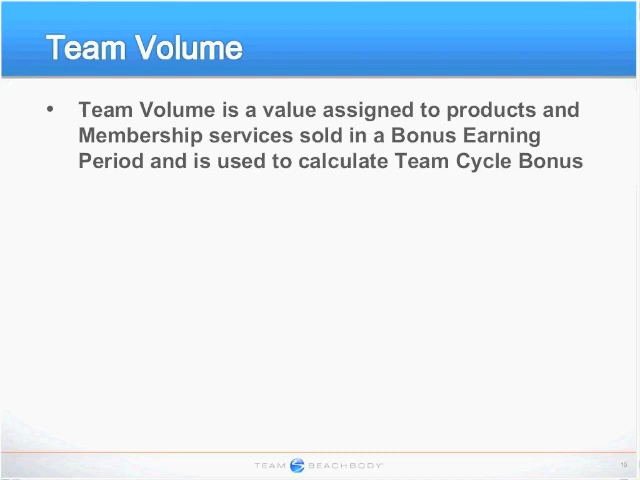 Team Volume
• Team Volume is a value assigned to products and
Membership services sold in a Bonus Earning
Period and is used to calculate Team Cycle Bonus
TEAM BEACHBODY
19